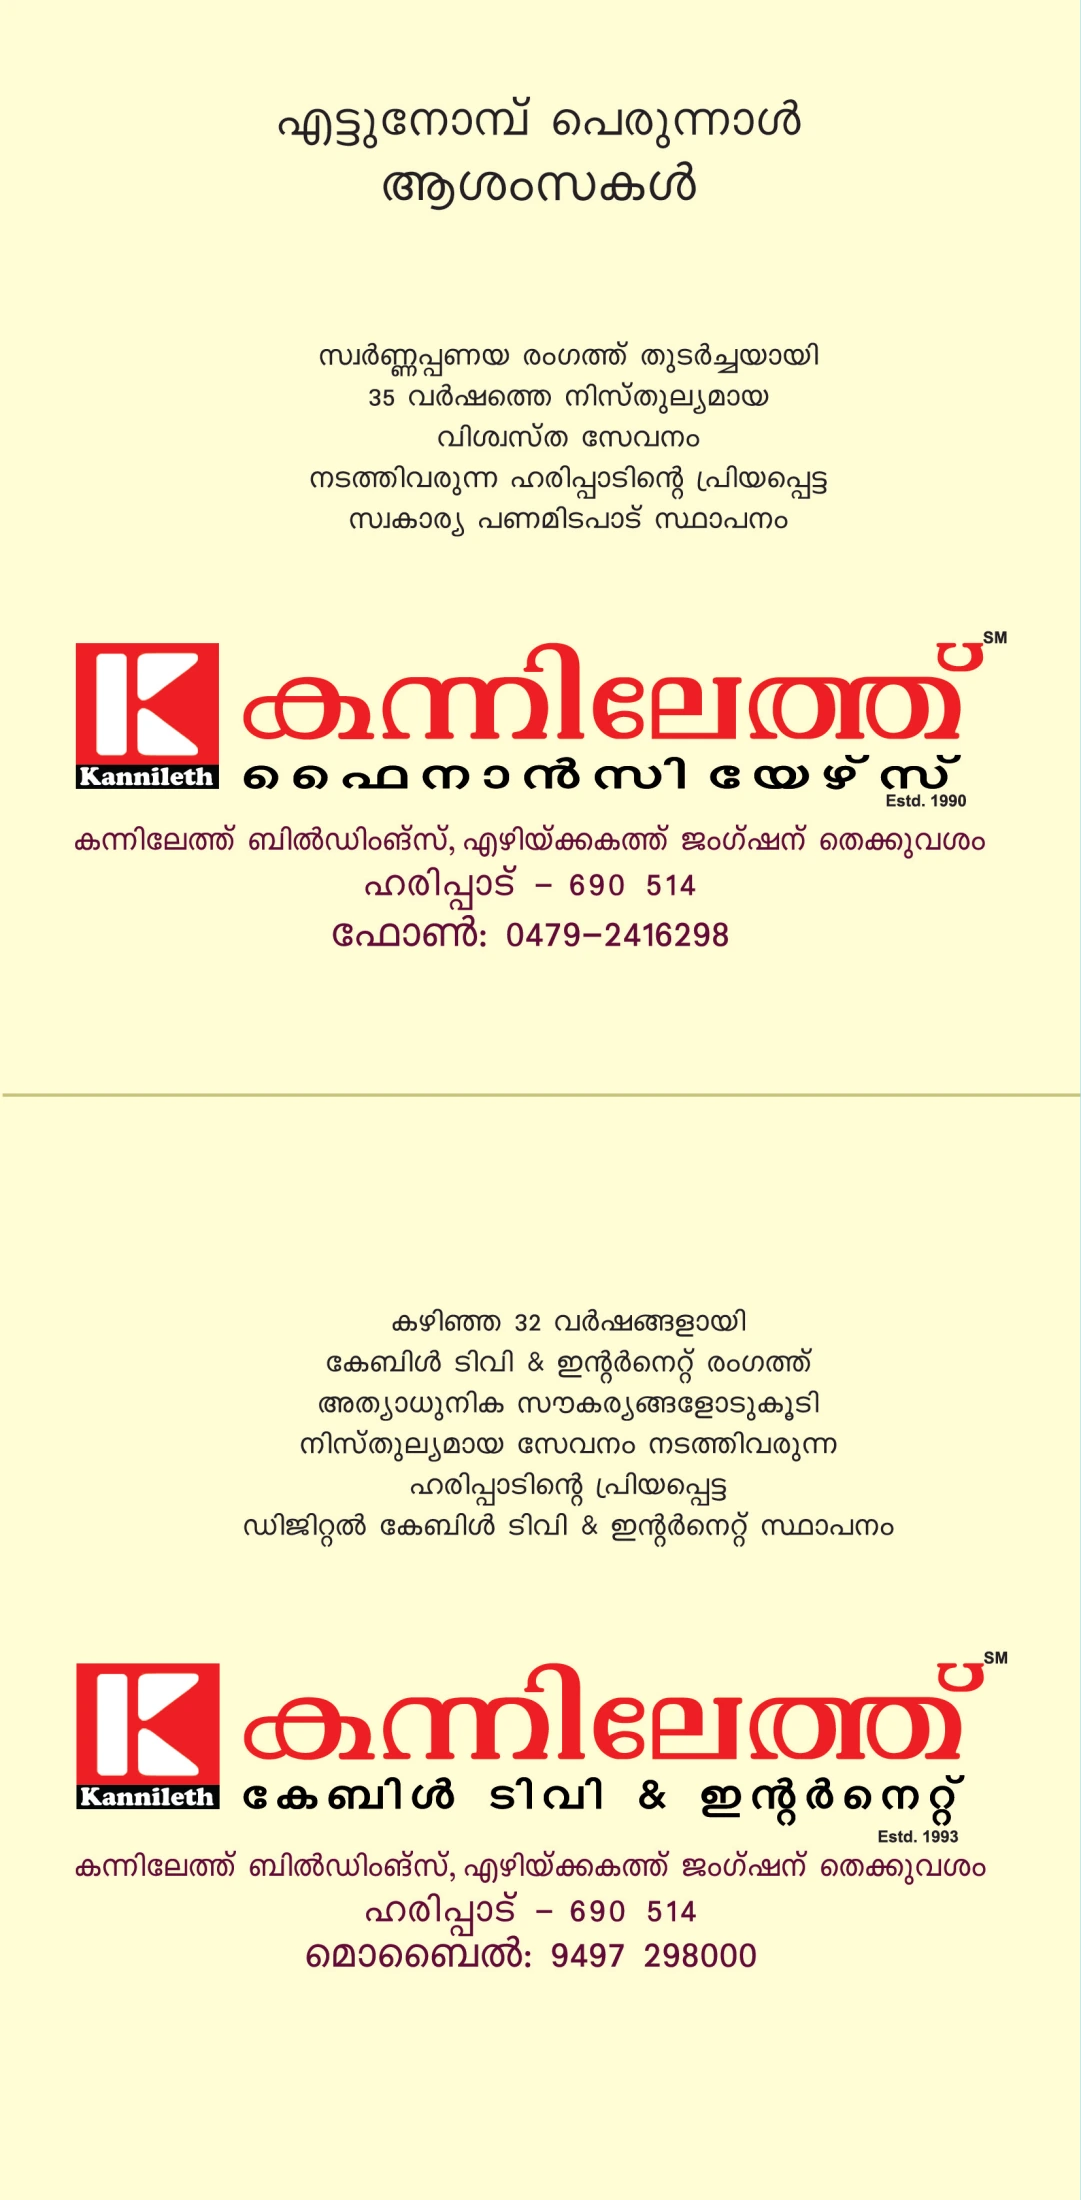 എട്ടുനോമ്പ് പെരുന്നാൾ
ആശംസകൾ
സ്വർണ്ണപ്പണയ രംഗത്ത് തുടർച്ചയായി
35 വർഷത്തെ നിസ്തുല്യമായ
വിശ്വസ്ത സേവനം
നടത്തിവരുന്ന ഹരിപ്പാടിന്റെ പ്രിയപ്പെട്ട
സ്വകാര്യ പണമിടപാട് സ്ഥാപനം
K കന്നിലേത്ത് SM
Kannileth ഫൈനാൻസിയേഴ്സ്
Estd. 1990
കന്നിലേത്ത് ബിൽഡിംങ്സ്, എഴിയ്ക്കകത്ത് ജംഗ്ഷന് തെക്കുവശം
ഹരിപ്പാട് - 690 514
ഫോൺ: 0479-2416298
കഴിഞ്ഞ 32 വർഷങ്ങളായി
കേബിൾ ടിവി & ഇന്റർനെറ്റ് രംഗത്ത്
അത്യാധുനിക സൗകര്യങ്ങളോടുകൂടി
നിസ്തുല്യമായ സേവനം നടത്തിവരുന്ന
ഹരിപ്പാടിന്റെ പ്രിയപ്പെട്ട
ഡിജിറ്റൽ കേബിൾ ടിവി & ഇന്റർനെറ്റ് സ്ഥാപനം
K കന്നിലേത്ത് SM
Kannileth കേബിൾ ടിവി & ഇന്റർനെറ്റ്
Estd. 1993
കന്നിലേത്ത് ബിൽഡിംങ്സ്, എഴിയ്ക്കകത്ത് ജംഗ്ഷന് തെക്കുവശം
ഹരിപ്പാട് - 690 514
മൊബൈൽ: 9497 298000